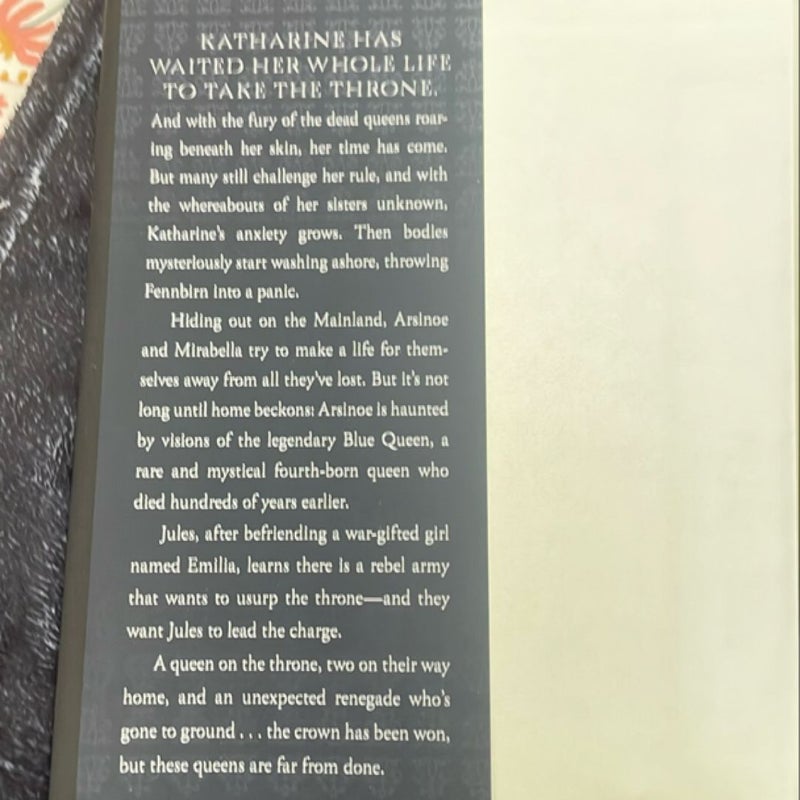 KATHARINE HAS
WAITED HER WHOLE LIFE
TO TAKE THE THRONE.
And with the fury of the dead queens roar-
ing beneath her skin, her time has come.
But many still challenge her rule, and with
the whereabouts of her sisters unknown,
Katharine's anxiety grows. Then bodies
mysteriously start washing ashore, throwing
Fennbirn into a panic.
Hiding out on the Mainland, Arsinoe
and Mirabella try to make a life for them-
selves away from all they've lost. But it's not
long until home beckons: Arsinoe is haunted
by visions of the legendary Blue Queen, a
rare and mystical fourth-born queen who
died hundreds of years earlier.
Jules, after befriending a war-gifted girl
named Emilia, learns there is a rebel army
that wants to usurp the throne—and they
want Jules to lead the charge.
A queen on the throne, two on their way
home, and an unexpected renegade who's
gone to ground . . . the crown has been won,
but these queens are far from done.